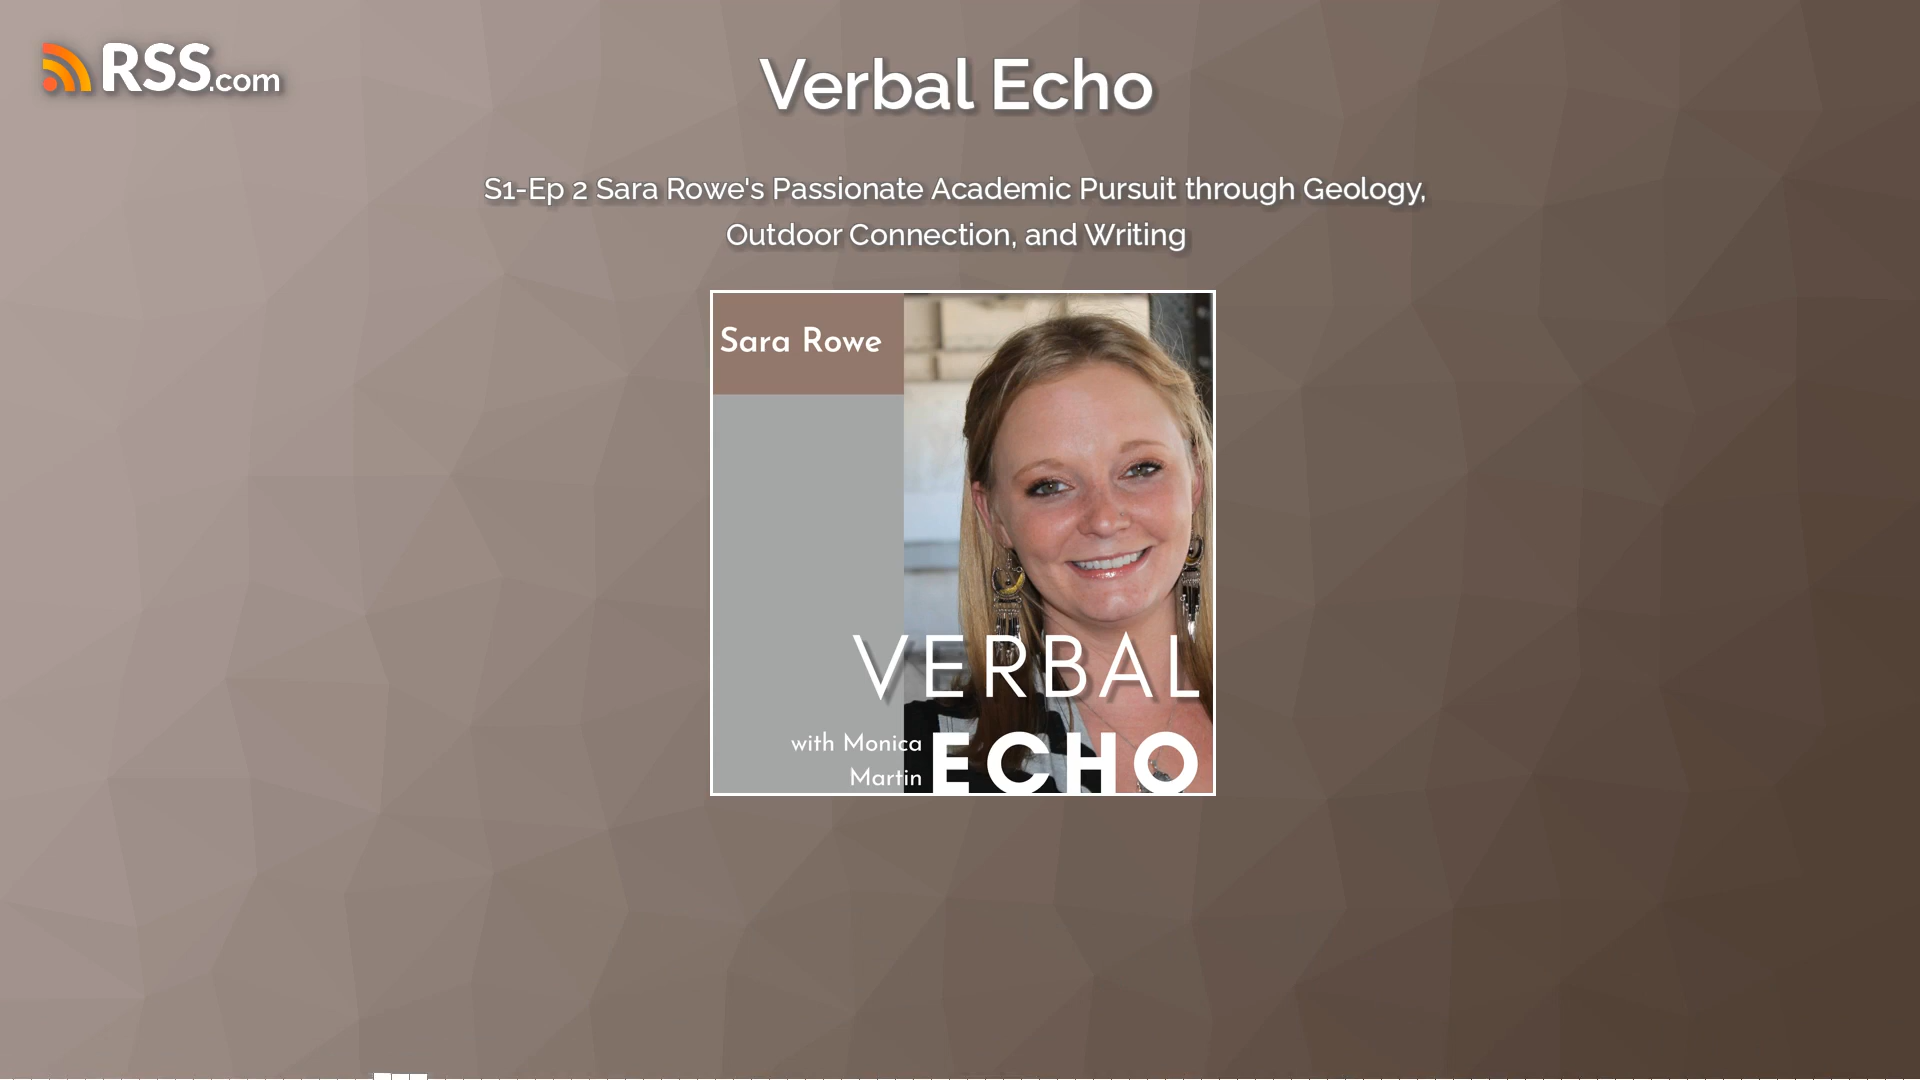 RSS.com
Verbal Echo
S1-Ep 2 Sara Rowe's Passionate Academic Pursuit through Geology,
Outdoor Connection, and Writing
Sara Rowe
VERBAL
with Monica
Martin
ECHO